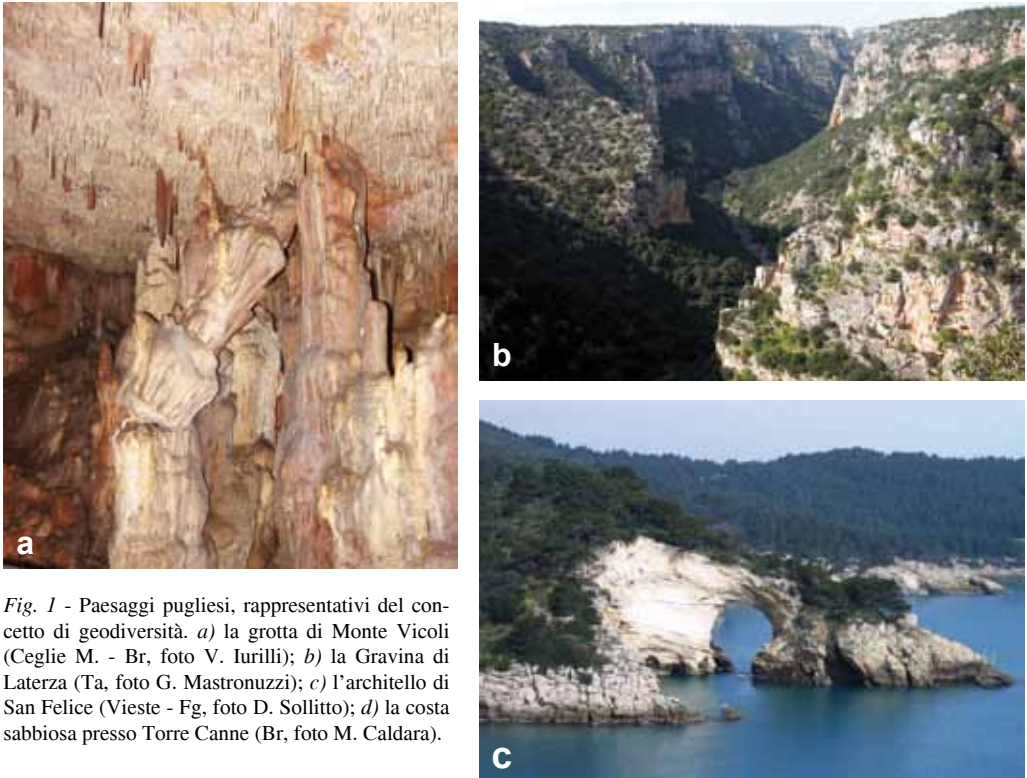 a
b
c
Fig. 1 - Paesaggi pugliesi, rappresentativi del con-
cetto di geodiversità. a) la grotta di Monte Vicoli
(Ceglie M. - Br, foto V. Iurilli); b) la Gravina di
Laterza (Ta, foto G. Mastronuzzi); c) l'architello di
San Felice (Vieste - Fg, foto D. Sollitto); d) la costa
sabbiosa presso Torre Canne (Br, foto M. Caldara).